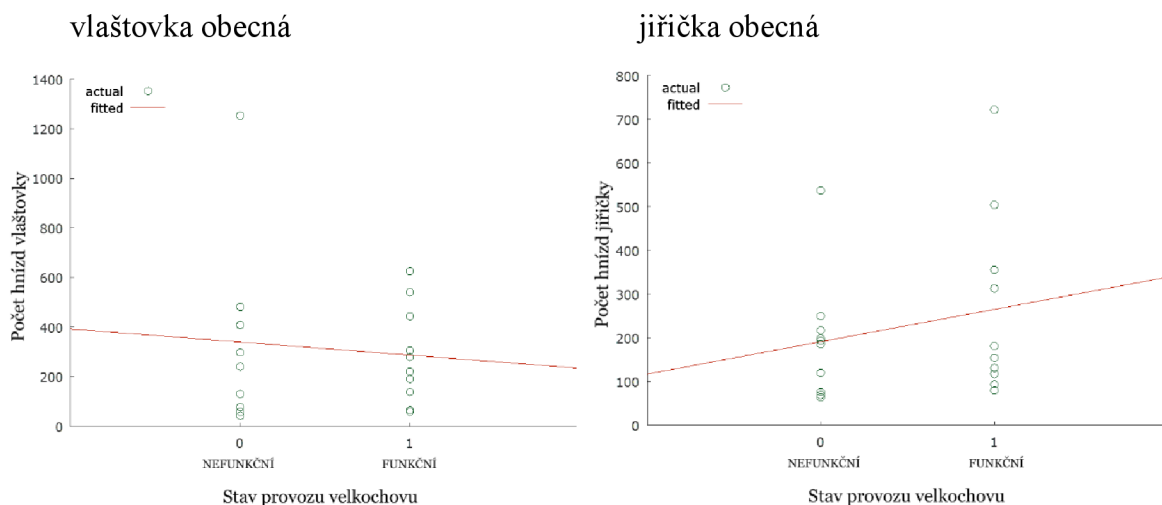 vlaštovka obecná
1400
1200
1000
800
600
400
200
0
actual
fitted
Počet hnízd vlaštovky
0
1
NEFUNKČNÍ
FUNKČNÍ
Stav provozu velkochovu
jiřička obecná
800
700
600
500
400
300
200
100
0
actual
fitted
Počet hnízd jiřičky
0
1
NEFUNKČNÍ
FUNKČNÍ
Stav provozu velkochovu